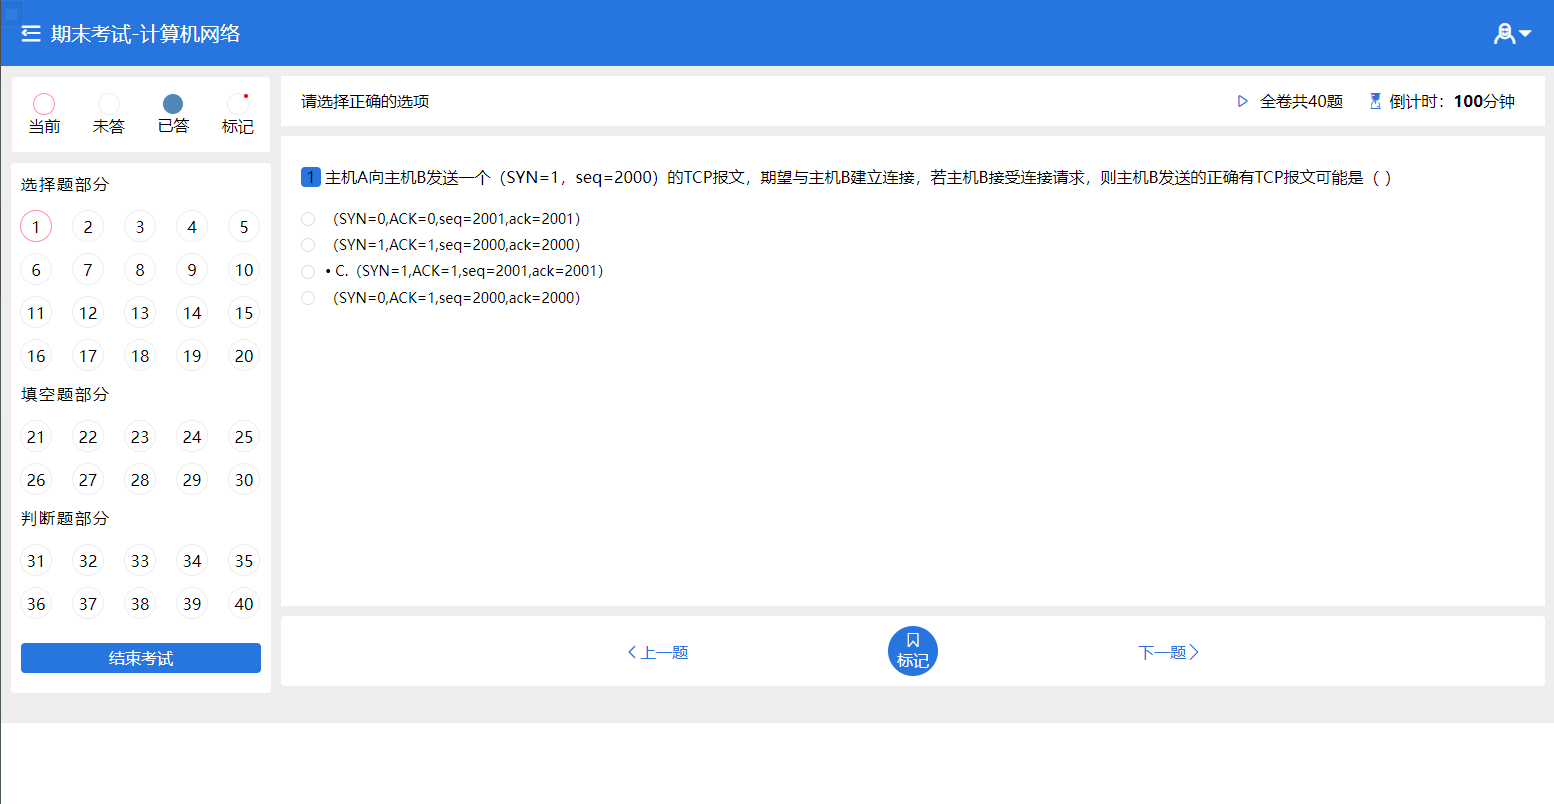 期末考试-计算机网络
当前 未答 已答 标记
请选择正确的选项
全卷共40题 倒计时：100分钟
选择题部分
1 2 3 4 5
6 7 8 9 10
11 12 13 14 15
16 17 18 19 20
填空题部分
21 22 23 24 25
26 27 28 29 30
判断题部分
31 32 33 34 35
36 37 38 39 40
结束考试
1 主机A向主机B发送一个（SYN=1，seq=2000）的TCP报文，期望与主机B建立连接，若主机B接受连接请求，则主机B发送的正确有TCP报文可能是（ ）
（SYN=0,ACK=0,seq=2001,ack=2001）
（SYN=1,ACK=1,seq=2000,ack=2000）
• C.（SYN=1,ACK=1,seq=2001,ack=2001）
（SYN=0,ACK=1,seq=2000,ack=2000）
上一题 标记 下一题